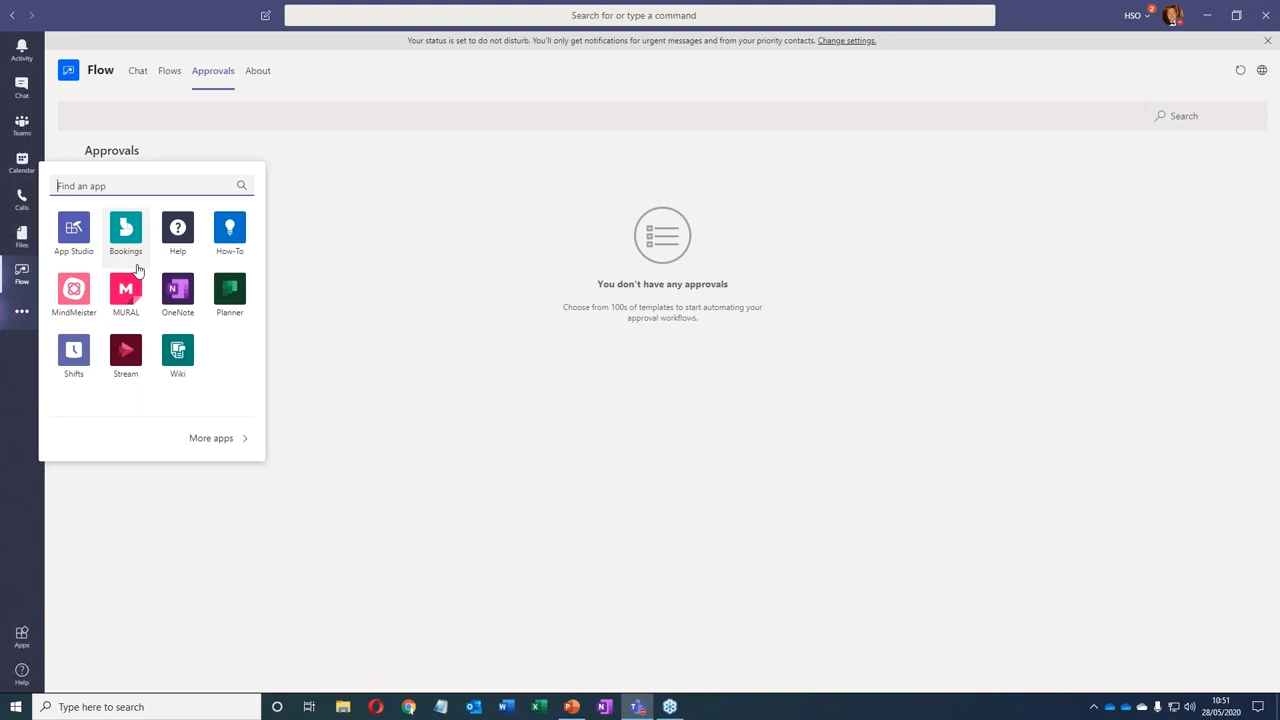 Search for or type a command
HSO
2
Your status is set to do not disturb. You'll only get notifications for urgent messages and from your priority contacts. Change settings.
Activity
Chat
Teams
Calendar
Calls
Files
Flow
Apps
Help
Flow
Chat
Flows
Approvals
About
Search
Approvals
Find an app
App Studio
Bookings
Help
How-To
MindMeister
MURAL
OneNote
Planner
Shifts
Stream
Wiki
More apps
You don't have any approvals
Choose from 100s of templates to start automating your
approval workflows.
Type here to search
10:51
28/05/2020